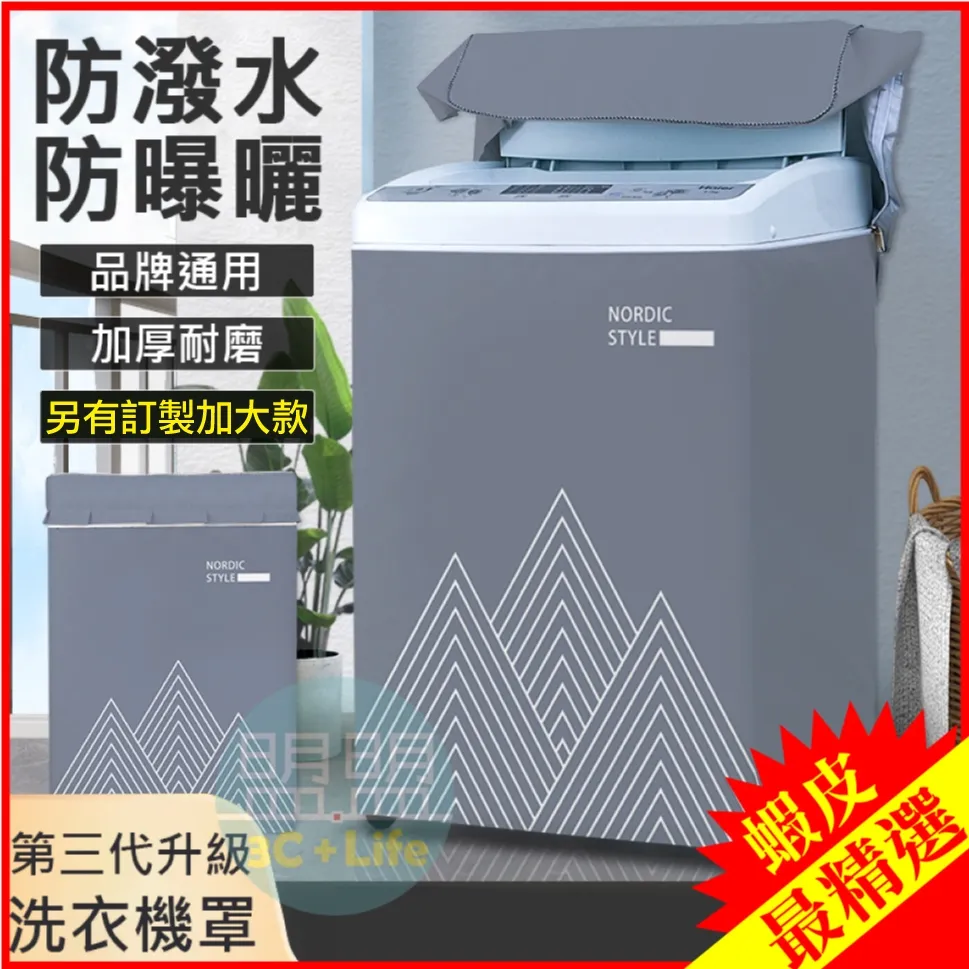 防潑水
防曝曬
品牌通用
加厚耐磨
另有訂製加大款
Haier
NORDIC
STYLE
NORDIC
STYLE
3C+Life
第三代升級
洗衣機罩
蝦皮
最精選